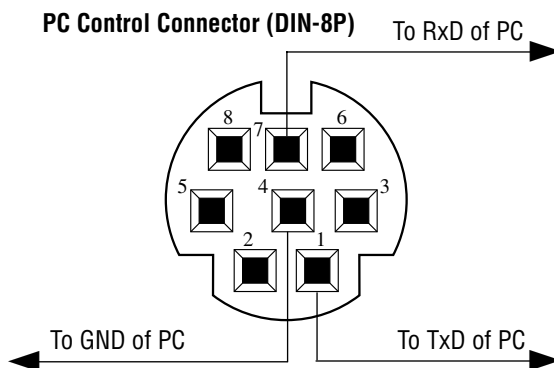 PC Control Connector (DIN-8P)
To RxD of PC
8 7 6
5 4 3
2 1
To GND of PC
To TxD of PC